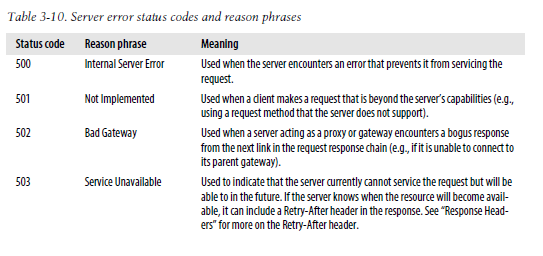 Table 3-10. Server error status codes and reason phrases
Status code Reason phrase Meaning
500 Internal Server Error Used when the server encounters an error that prevents it from servicing the
request.
501 Not Implemented Used when a client makes a request that is beyond the server's capabilities (e.g.,
using a request method that the server does not support).
502 Bad Gateway Used when a server acting as a proxy or gateway encounters a bogus response
from the next link in the request response chain (e.g., if it is unable to connect to
its parent gateway).
503 Service Unavailable Used to indicate that the server currently cannot service the request but will be
able to in the future. If the server knows when the resource will become avail-
able, it can include a Retry-After header in the response. See “Response Head-
ers” for more on the Retry-After header.